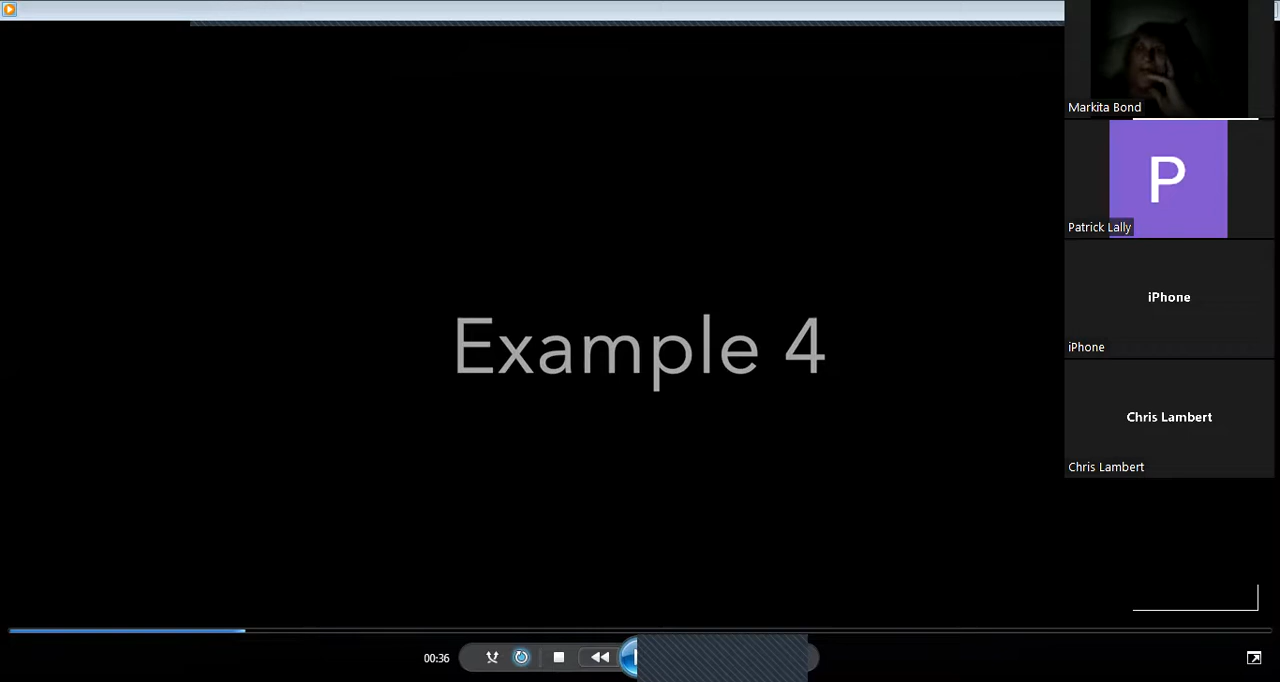 Markita Bond
P
Patrick Lally
iPhone
iPhone
Chris Lambert
Chris Lambert
Example 4
00:36